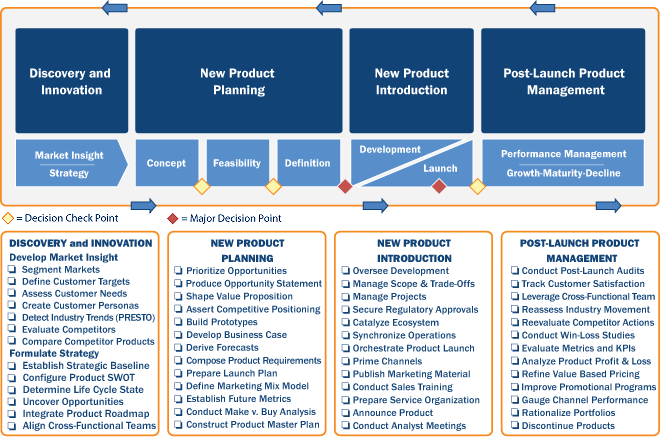 Discovery and
Innovation
New Product
Planning
New Product
Introduction
Post-Launch Product
Management
Market Insight
Strategy
Concept
Feasibility
Definition
Development
Launch
Performance Management
Growth-Maturity-Decline
= Decision Check Point
= Major Decision Point
DISCOVERY and INNOVATION
Develop Market Insight
Segment Markets
Define Customer Targets
Assess Customer Needs
Create Customer Personas
Detect Industry Trends (PRESTO)
Evaluate Competitors
Compare Competitor Products
Formulate Strategy
Establish Strategic Baseline
Configure Product SWOT
Determine Life Cycle State
Uncover Opportunities
Integrate Product Roadmap
Align Cross-Functional Teams
NEW PRODUCT
PLANNING
Prioritize Opportunities
Produce Opportunity Statement
Shape Value Proposition
Assert Competitive Positioning
Build Prototypes
Develop Business Case
Derive Forecasts
Compose Product Requirements
Prepare Launch Plan
Define Marketing Mix Model
Establish Future Metrics
Conduct Make v. Buy Analysis
Construct Product Master Plan
NEW PRODUCT
INTRODUCTION
Oversee Development
Manage Scope & Trade-Offs
Manage Projects
Secure Regulatory Approvals
Catalyze Ecosystem
Synchronize Operations
Orchestrate Product Launch
Prime Channels
Publish Marketing Material
Conduct Sales Training
Prepare Service Organization
Announce Product
Conduct Analyst Meetings
POST-LAUNCH PRODUCT
MANAGEMENT
Conduct Post-Launch Audits
Track Customer Satisfaction
Leverage Cross-Functional Team
Reassess Industry Movement
Reevaluate Competitor Actions
Conduct Win-Loss Studies
Evaluate Metrics and KPIs
Analyze Product Profit & Loss
Refine Value Based Pricing
Improve Promotional Programs
Gauge Channel Performance
Rationalize Portfolios
Discontinue Products